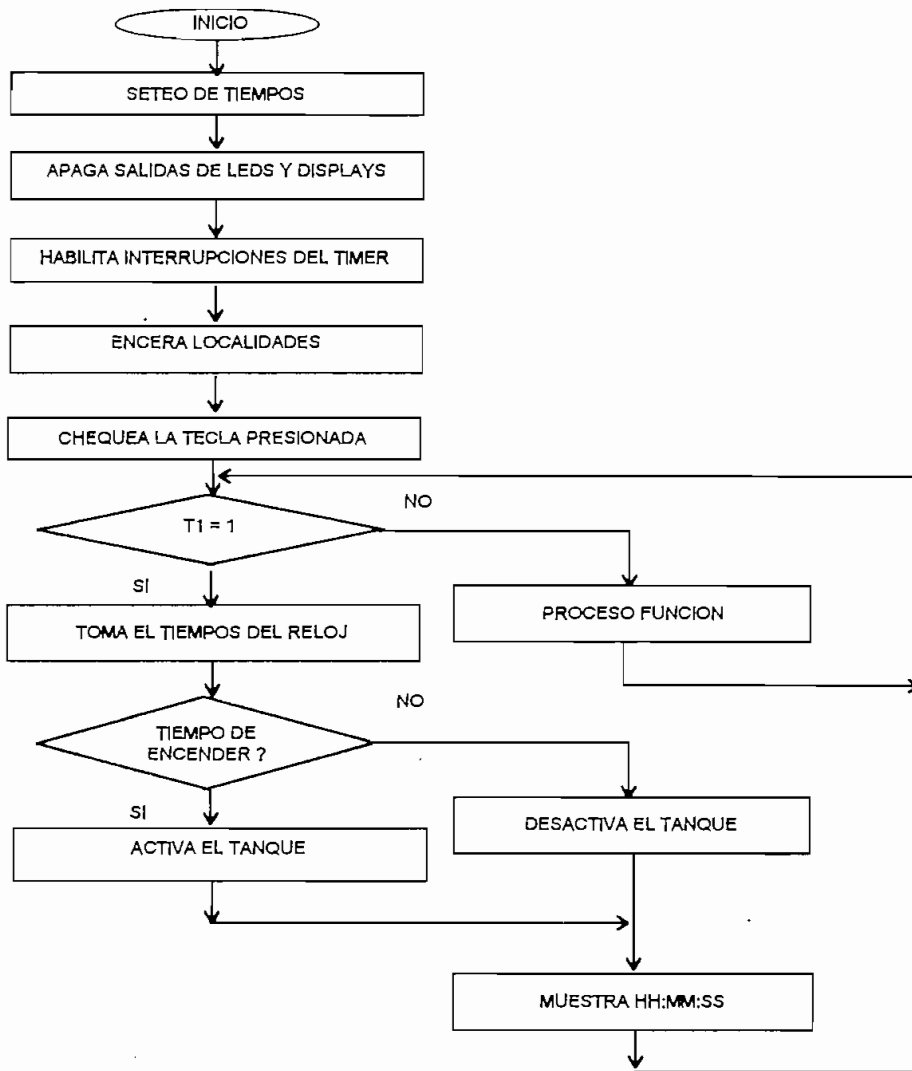 INICIO
SETEO DE TIEMPOS
APAGA SALIDAS DE LEDS Y DISPLAYS
HABILITA INTERRUPCIONES DEL TIMER
ENCERA LOCALIDADES
CHEQUEA LA TECLA PRESIONADA
NO
T1 = 1
SI
PROCESO FUNCION
TOMA EL TIEMPOS DEL RELOJ
NO
TIEMPO DE
ENCENDER ?
SI
DESACTIVA EL TANQUE
ACTIVA EL TANQUE
MUESTRA HH:MM:SS